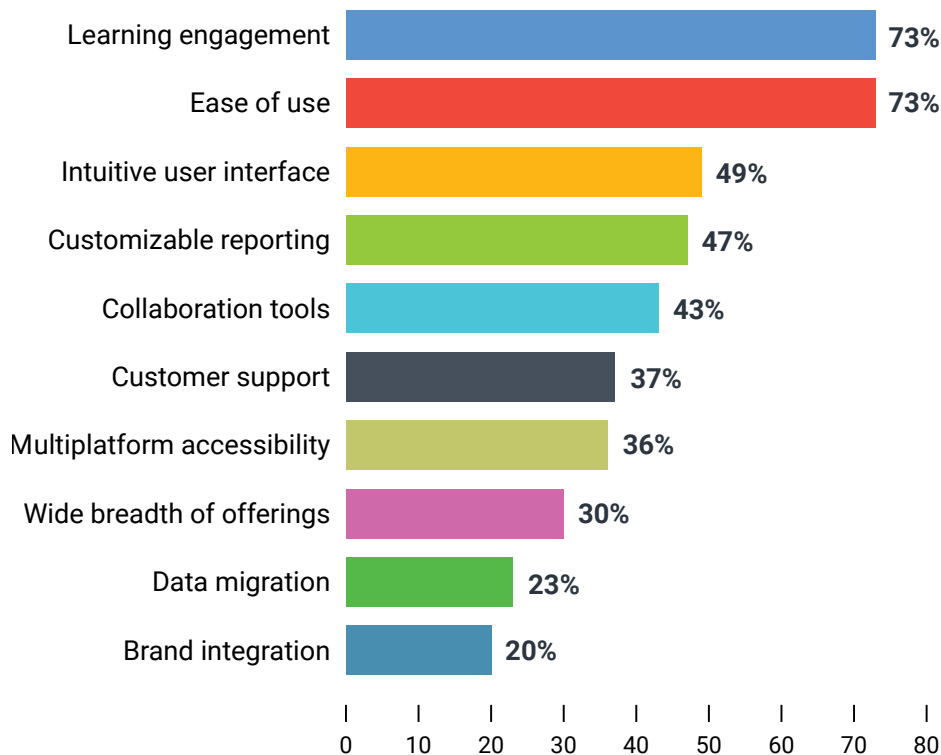 Learning engagement 73%
Ease of use 73%
Intuitive user interface 49%
Customizable reporting 47%
Collaboration tools 43%
Customer support 37%
Multiplatform accessibility 36%
Wide breadth of offerings 30%
Data migration 23%
Brand integration 20%
0 10 20 30 40 50 60 70 80